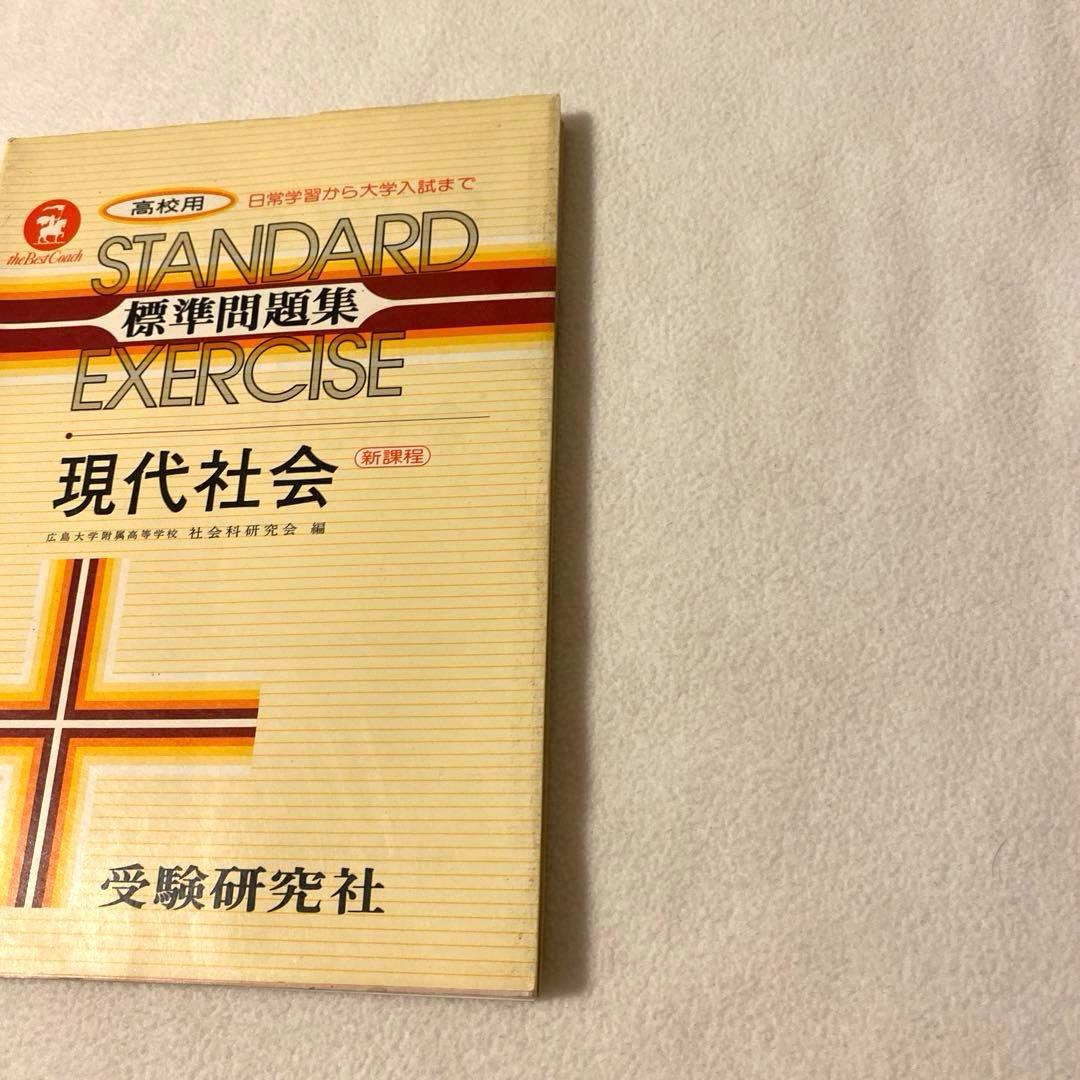 高校用 日常学習から大学入試まで
the Best Coach
STANDARD
標準問題集
EXERCISE
現代社会 新課程
広島大学附属高等学校 社会科研究会 編
受験研究社